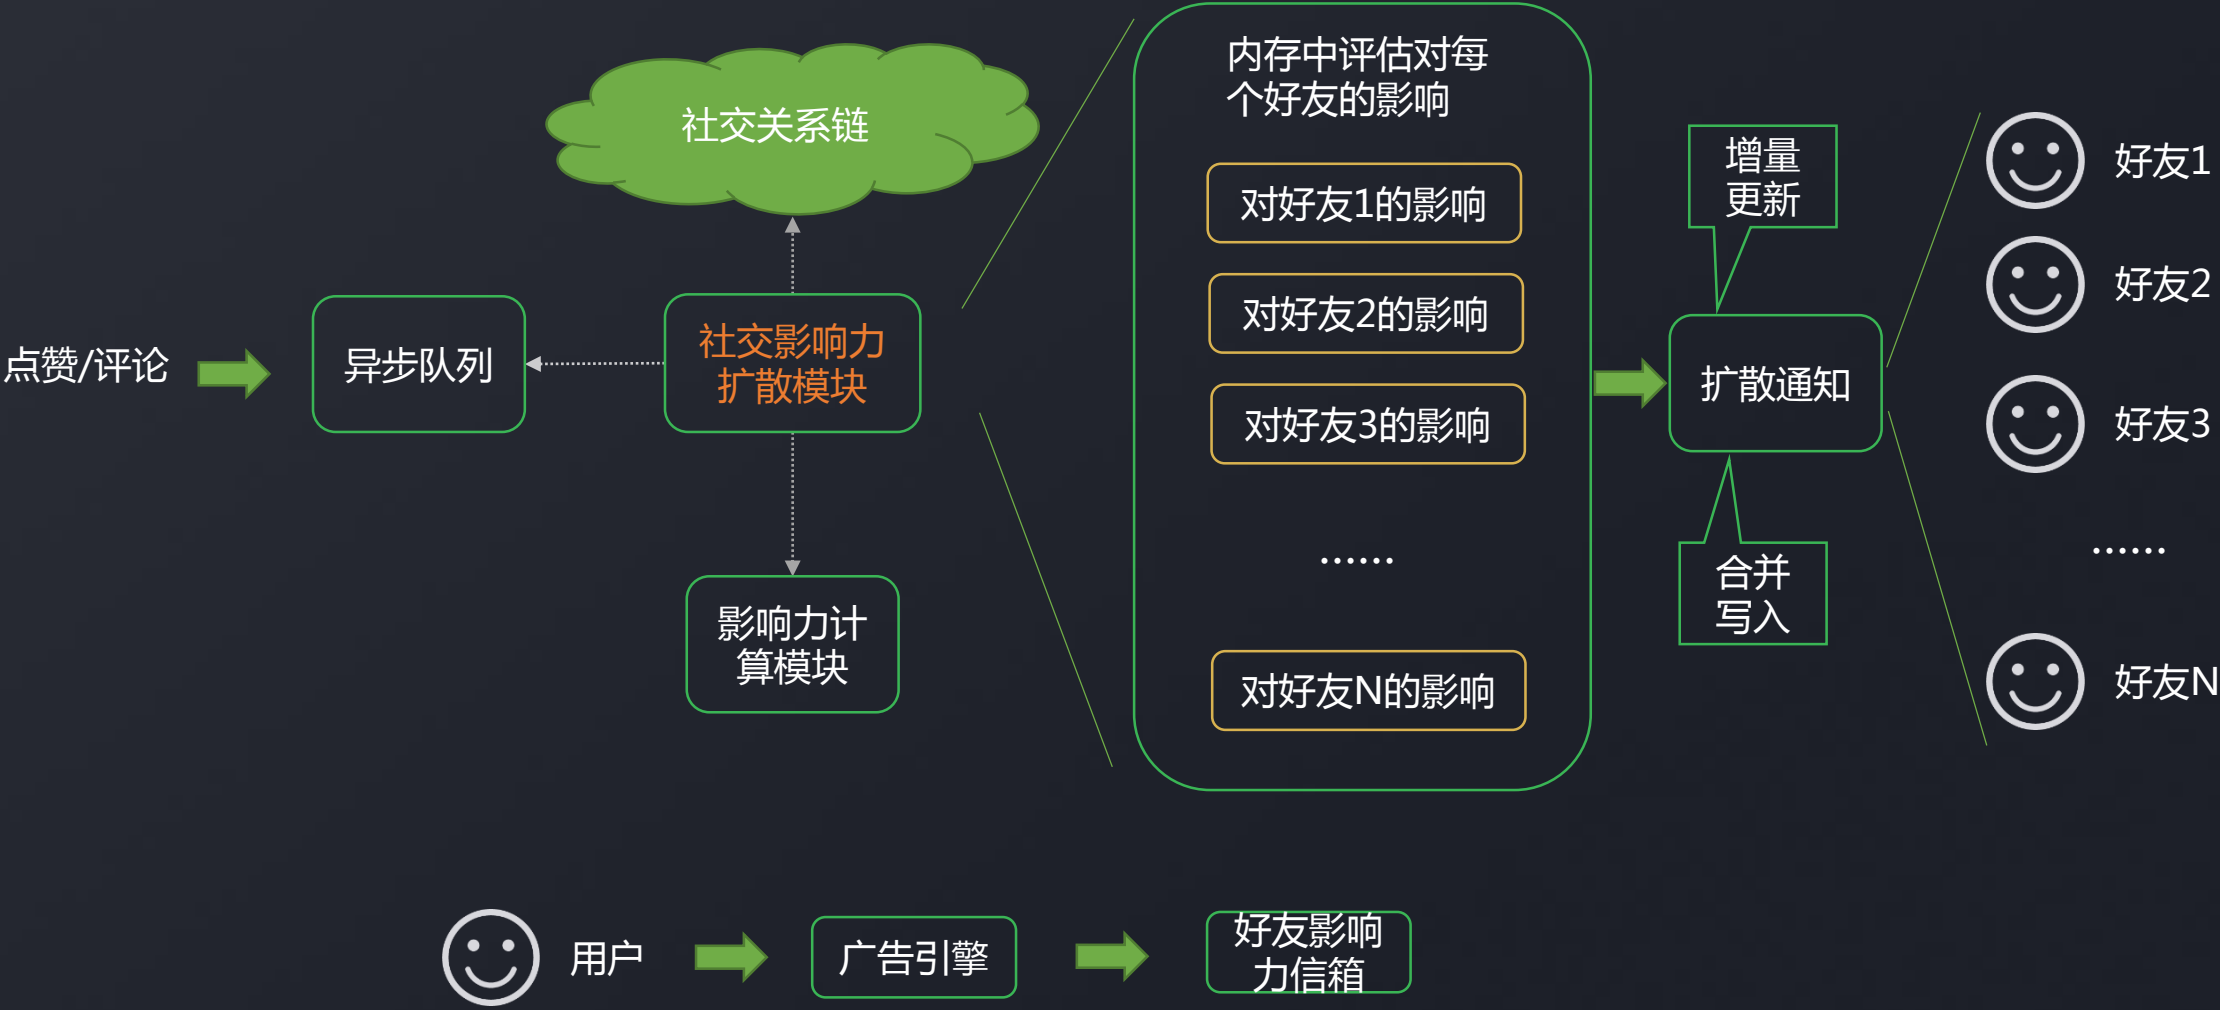 社交关系链
点赞/评论
异步队列
社交影响力
扩散模块
影响力计
算模块
内存中评估对每
个好友的影响
对好友1的影响
对好友2的影响
对好友3的影响
......
对好友N的影响
增量
更新
扩散通知
合并
写入
好友1
好友2
好友3
......
好友N
用户
广告引擎
好友影响
力信箱